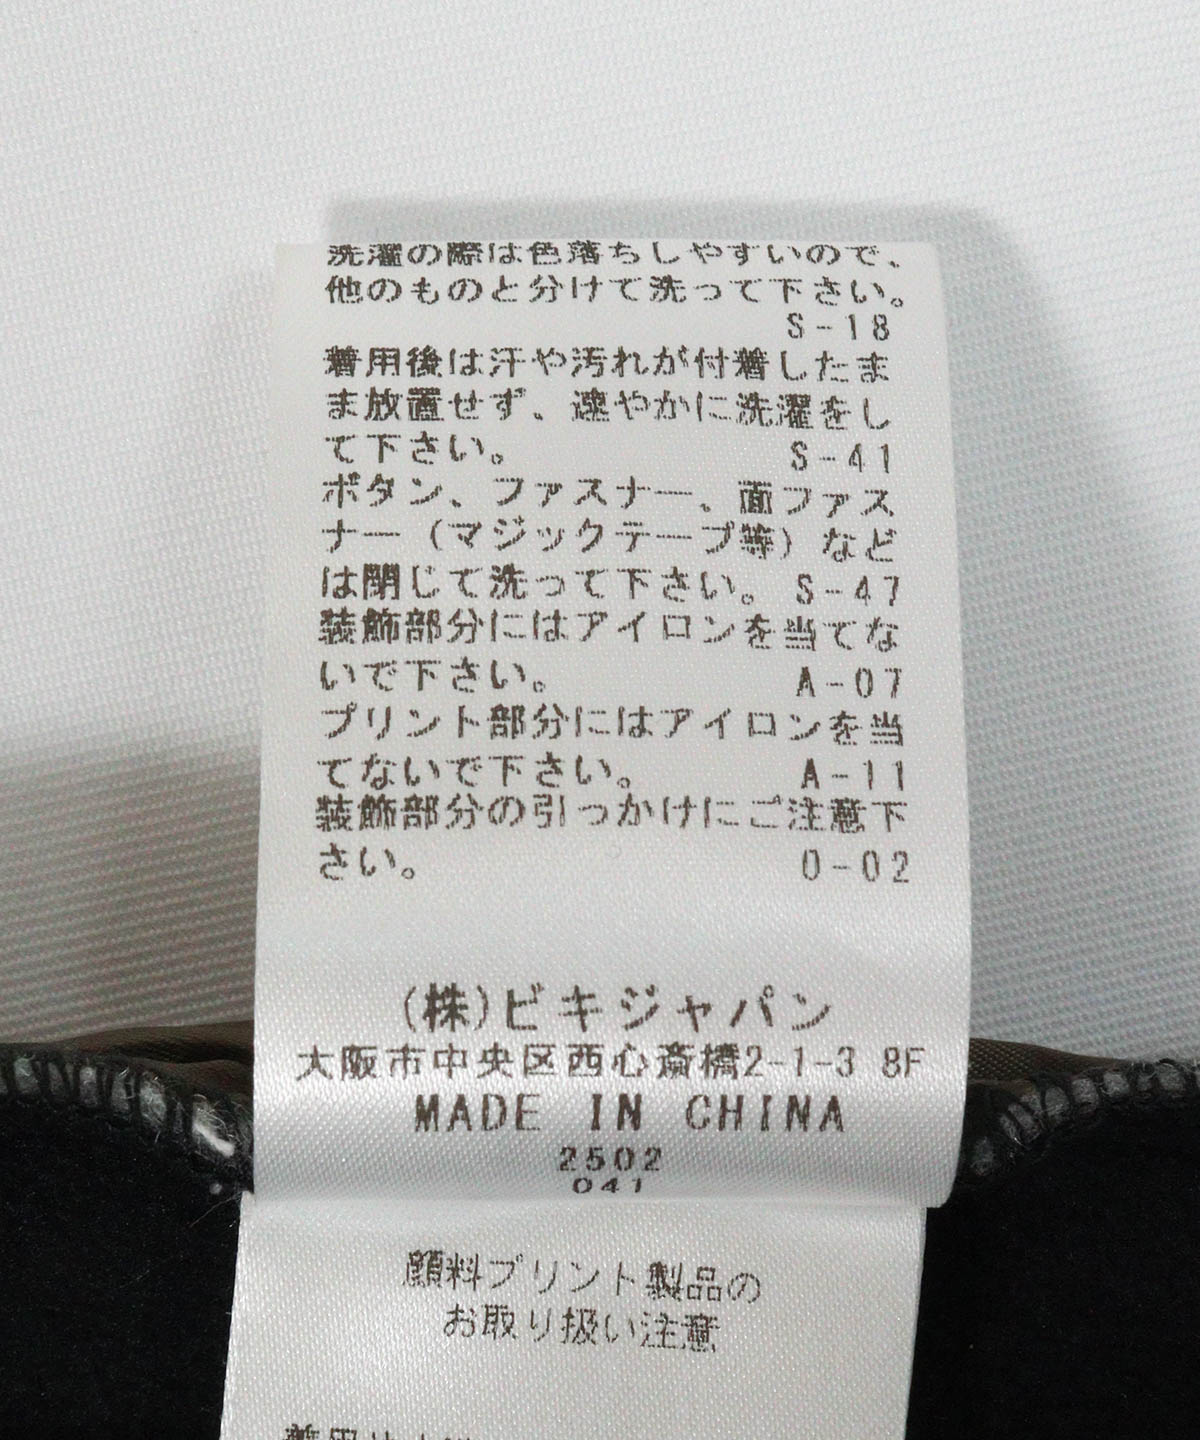 洗濯の際は色落ちしやすいので、
他のものと分けて洗って下さい。
S-18
着用後は汗や汚れが付着したま
ま放置せず、速やかに洗濯をし
て下さい。 S-41
ボタン、ファスナー、面ファス
ナー（マジックテープ等）など
は閉じて洗って下さい。 S-47
装飾部分にはアイロンを当てな
いで下さい。 A-07
プリント部分にはアイロンを当
てないで下さい。 A-11
装飾部分の引っかけにご注意下
さい。 O-02
(株)ビキジャパン
大阪市中央区西心斎橋2-1-3 8F
MADE IN CHINA
2502
041
顔料プリント製品の
お取り扱い注意